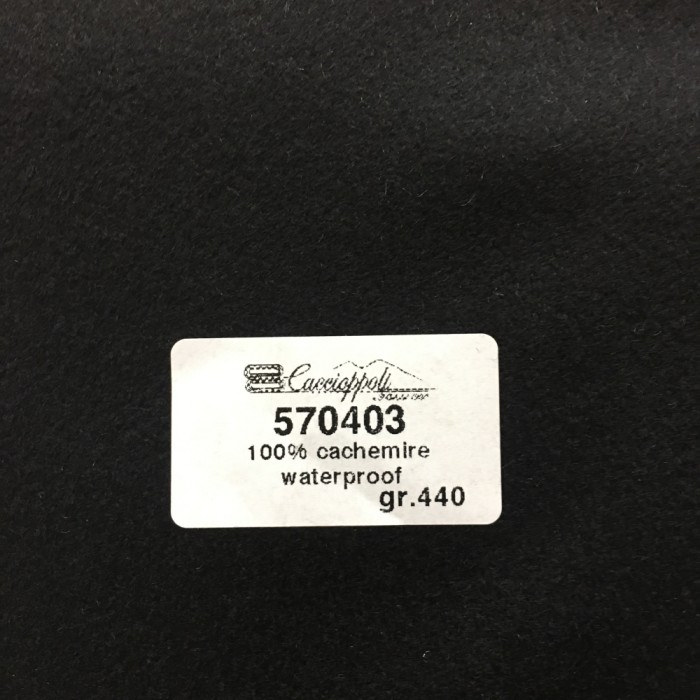 Caccioppoli
570403
100% cachemire
waterproof
gr.440